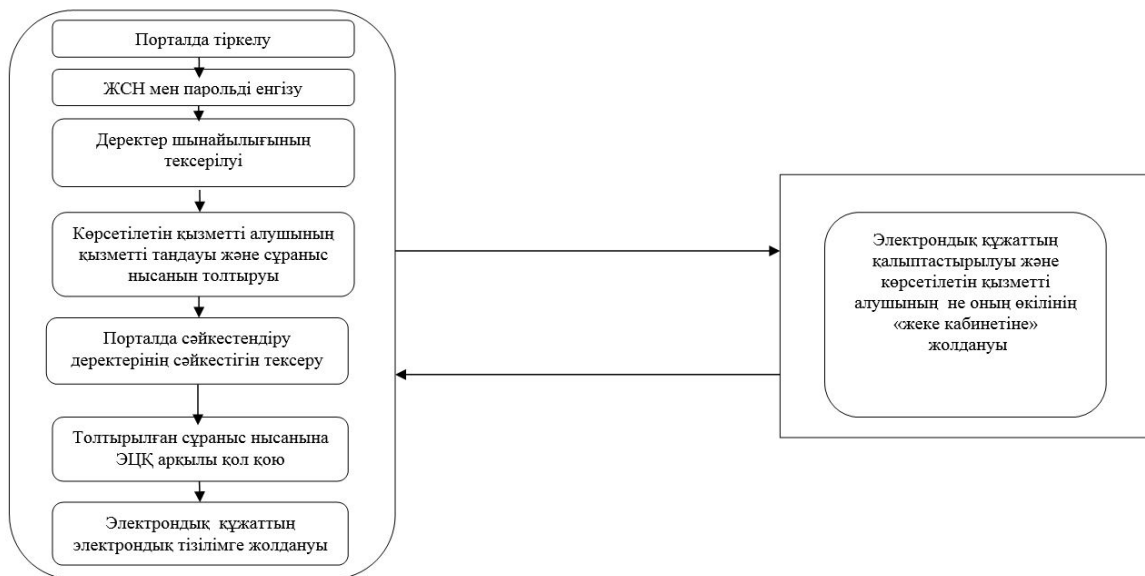 Порталда тіркелу
ЖСН мен парольді енгізу
Деректер шынайылығының
тексерілуі
Көрсетілетін қызметті алушының
қызметті таңдауы және сұраныс
нысанын толтыруы
Порталда сәйкестендіру
деректерінің сәйкестігін тексеру
Толтырылған сұраныс нысанына
ЭЦҚ арқылы қол қою
Электрондық құжаттың
электрондық тізілімге жолдануы
Электрондық құжаттың
қалыптастырылуы және
көрсетілетін қызметті
алушының не оның өкілінің
«жеке кабинетіне»
жолдануы